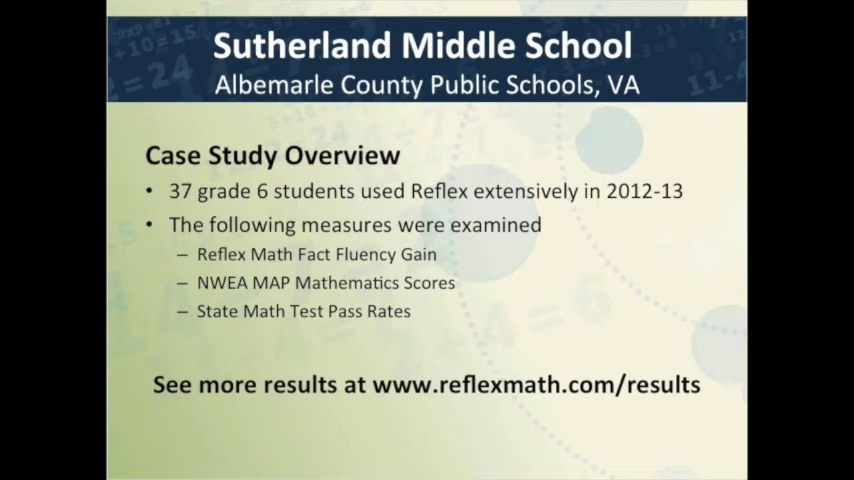 Sutherland Middle School
Albemarle County Public Schools, VA
Case Study Overview
• 37 grade 6 students used Reflex extensively in 2012-13
• The following measures were examined
– Reflex Math Fact Fluency Gain
– NWEA MAP Mathematics Scores
– State Math Test Pass Rates
See more results at www.reflexmath.com/results